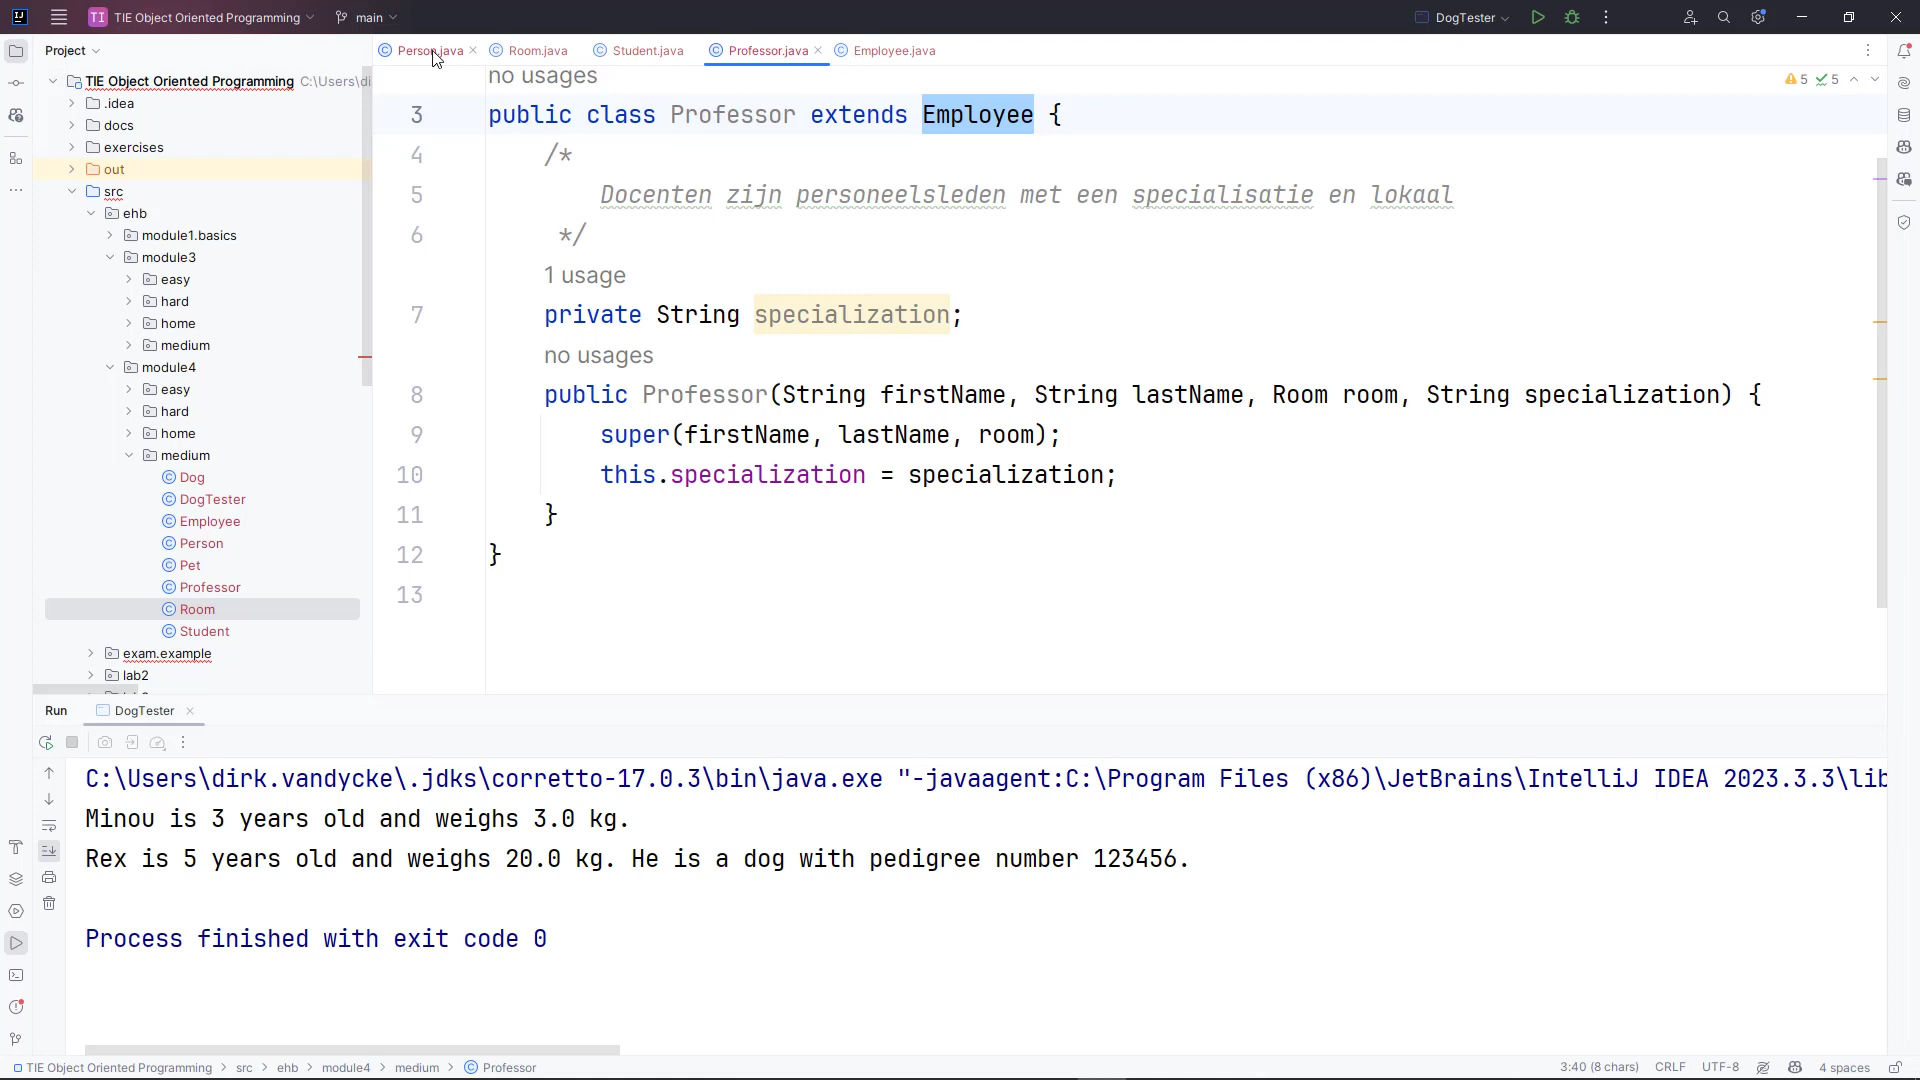 TI TIE Object Oriented Programming main DogTester
Project
Person.java Room.java Student.java Professor.java Employee.java
TIE Object Oriented Programming C:\Users\di
.idea
docs
exercises
out
src
ehb
module1.basics
module3
easy
hard
home
medium
module4
easy
hard
home
medium
Dog
DogTester
Employee
Person
Pet
Professor
Room
Student
exam.example
lab2
5 5
no usages
3 public class Professor extends Employee {
4 /*
5 Docenten zijn personeelsleden met een specialisatie en lokaal
6 */
1 usage
7 private String specialization;
no usages
8 public Professor(String firstName, String lastName, Room room, String specialization) {
9 super(firstName, lastName, room);
10 this.specialization = specialization;
11 }
12 }
13
Run DogTester
C:\Users\dirk.vandycke\.jdks\corretto-17.0.3\bin\java.exe "-javaagent:C:\Program Files (x86)\JetBrains\IntelliJ IDEA 2023.3.3\lib
Minou is 3 years old and weighs 3.0 kg.
Rex is 5 years old and weighs 20.0 kg. He is a dog with pedigree number 123456.
Process finished with exit code 0
TIE Object Oriented Programming > src > ehb > module4 > medium > Professor
3:40 (8 chars) CRLF UTF-8 4 spaces